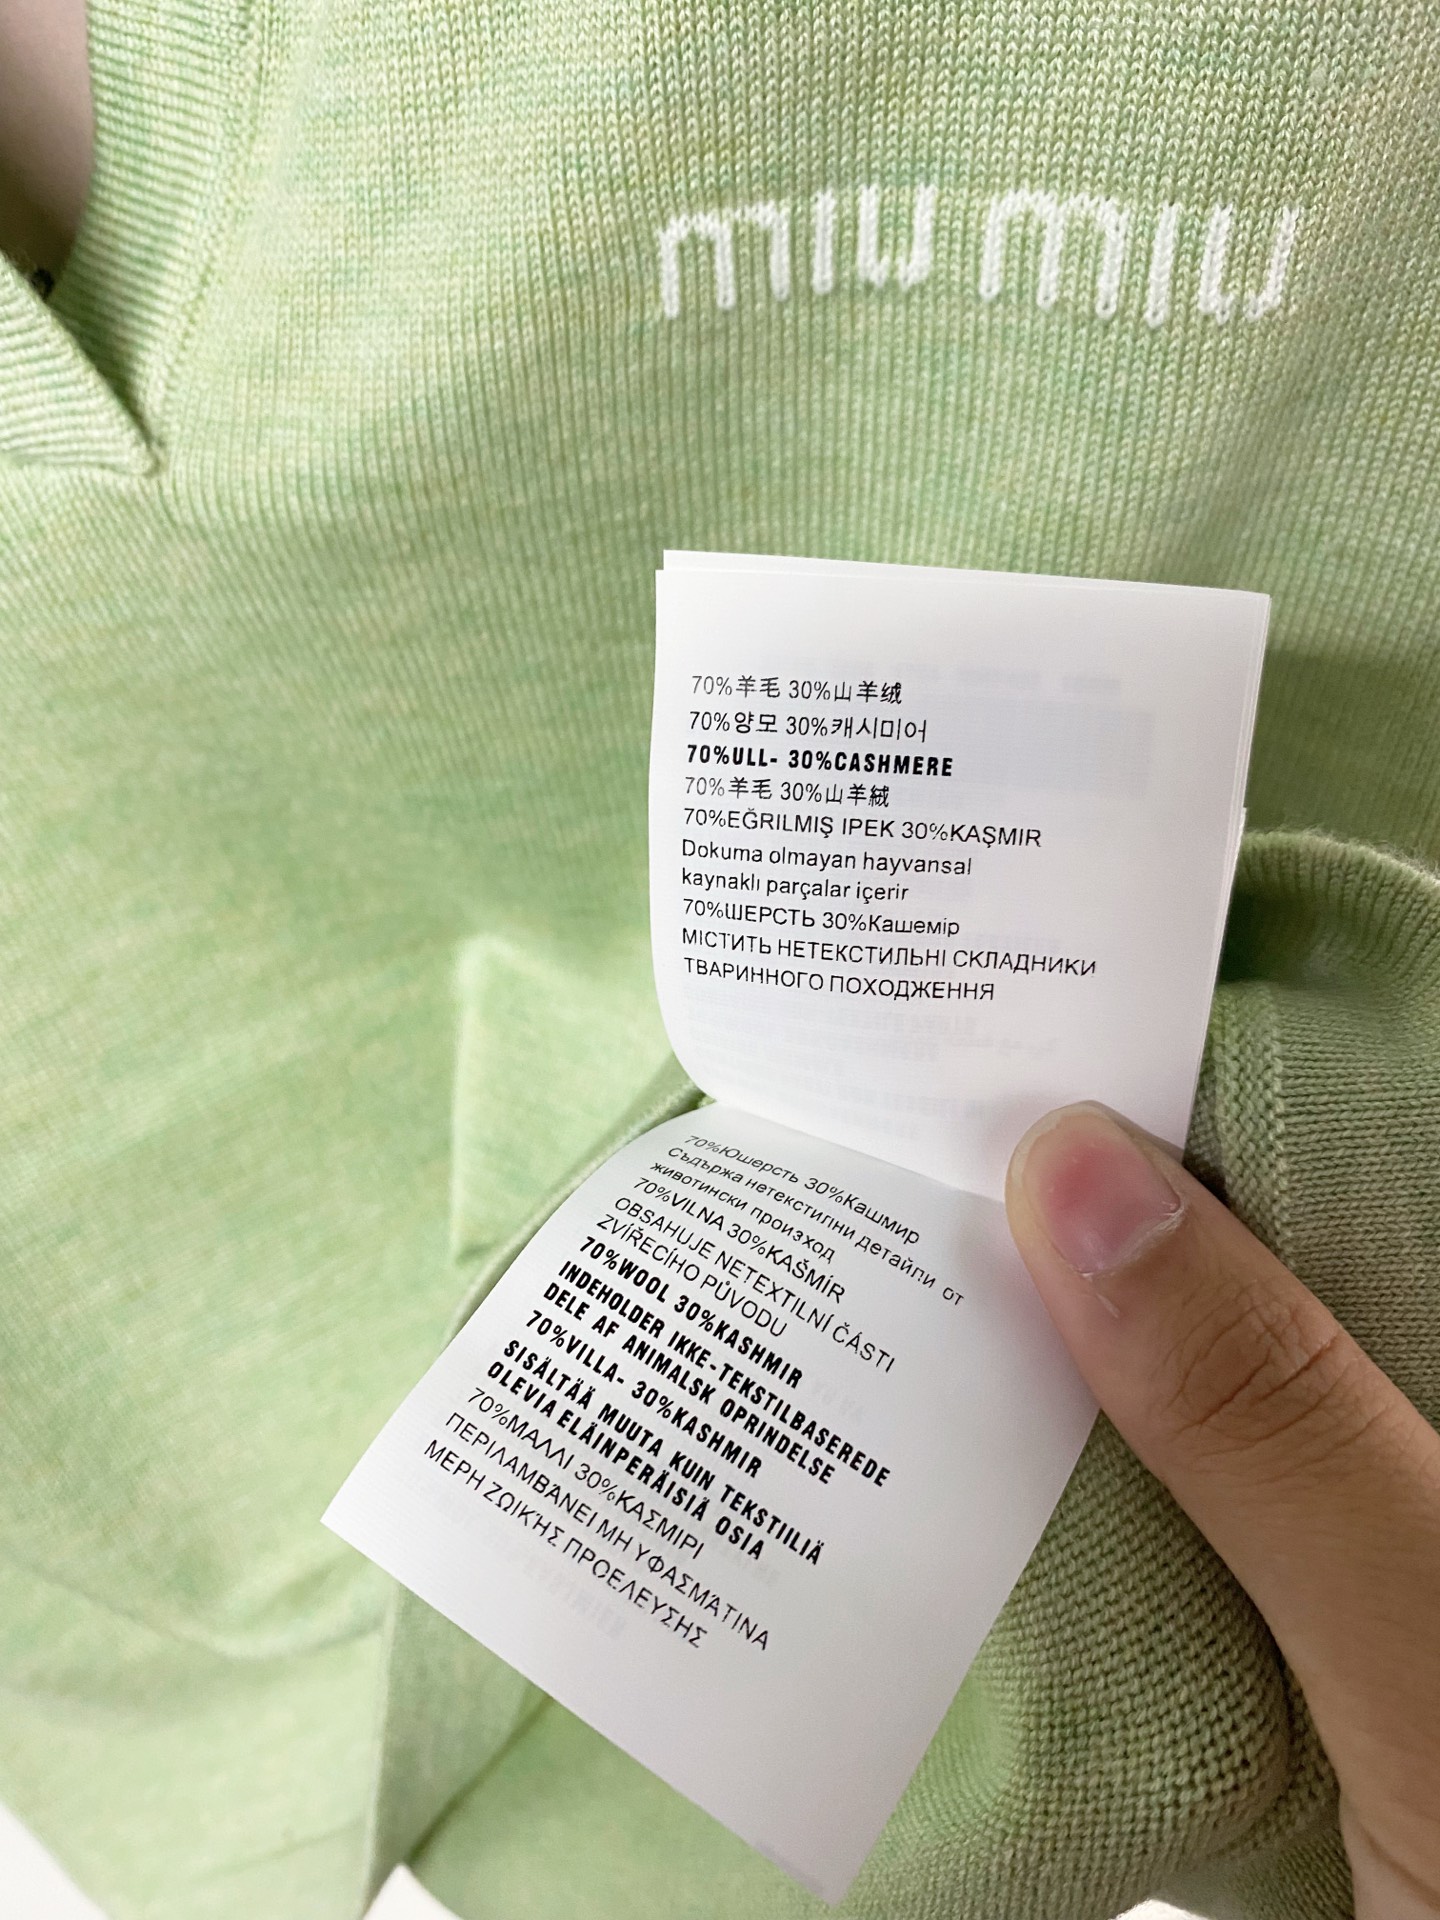 miu miu
70%羊毛 30%山羊绒
70%양모 30%캐시미어
70%ULL- 30%CASHMERE
70%羊毛 30%山羊絨
70%EĞRILMIŞ IPEK 30%KAŞMIR
Dokuma olmayan hayvansal
kaynaklı parçalar içerir
70%ШЕРСТЬ 30%Кашемір
МІСТИТЬ НЕТЕКСТИЛЬНІ СКЛАДНИКИ
ТВАРИННОГО ПОХОДЖЕННЯ
70%Юшерсть 30%Кашмир
Съдържа нетекстилни детайпи от
животински произход
70%VILNA 30%KAŠMÍR
OBSAHUJE NETEXTILNÍ ČÁSTI
ZVÍŘECÍHO PŮVODU
70%WOOL 30%KASHMIR
INDEHOLDER IKKE-TEKSTILBASEREDE
DELE AF ANIMALSK OPRINDELSE
70%VILLA- 30%KASHMIR
SISÄLTÄÄ MUUTA KUIN TEKSTIILIÄ
OLEVIA ELÄINPERÄISIÄ OSIA
70%ΜΑΛΛΙ 30%ΚΑΣΜΙΡΙ
ΠΕΡΙΛΑΜΒΆΝΕΙ ΜΗ ΥΦΑΣΜΆΤΙΝΑ
ΜΕΡΗ ΖΩΙΚΉΣ ΠΡΟΕΛΕΥΣΗΣ